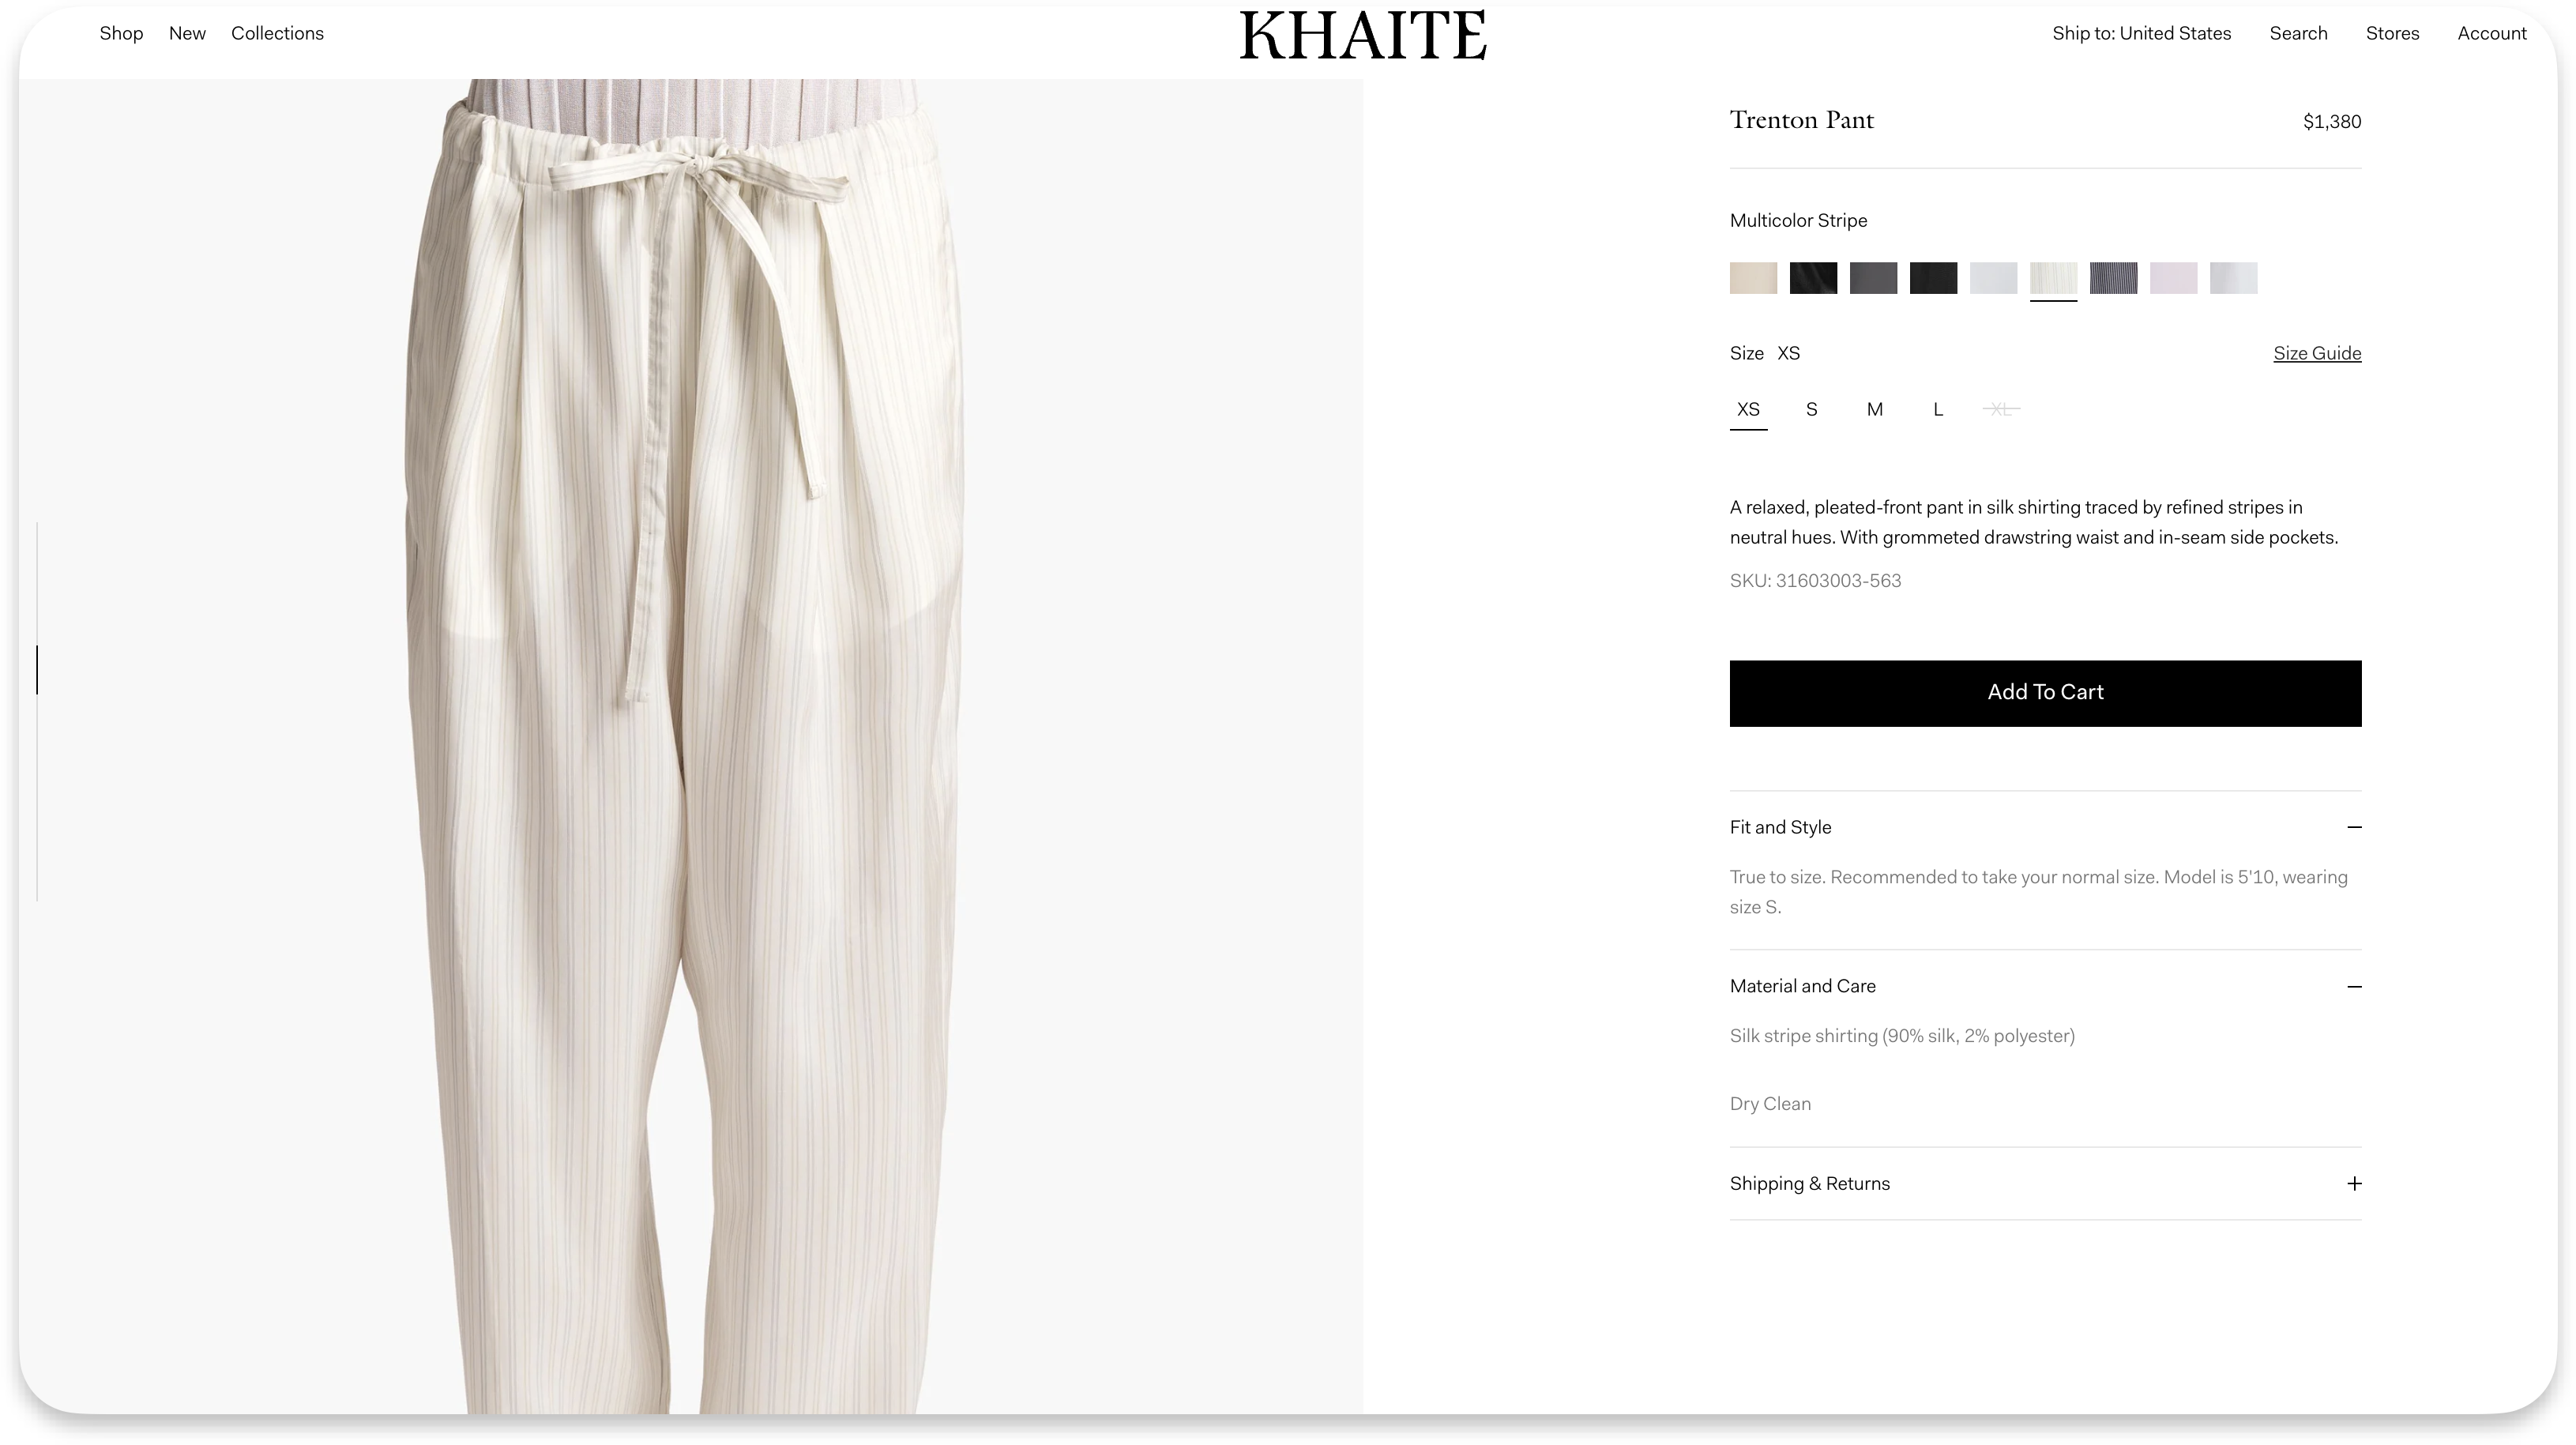 Shop New Collections KHAITE Ship to: United States Search Stores Account
Trenton Pant $1,380
Multicolor Stripe
Size XS Size Guide
XS S M L XL
A relaxed, pleated-front pant in silk shirting traced by refined stripes in
neutral hues. With grommeted drawstring waist and in-seam side pockets.
SKU: 31603003-563
Add To Cart
Fit and Style
True to size. Recommended to take your normal size. Model is 5'10, wearing
size S.
Material and Care
Silk stripe shirting (90% silk, 2% polyester)
Dry Clean
Shipping & Returns